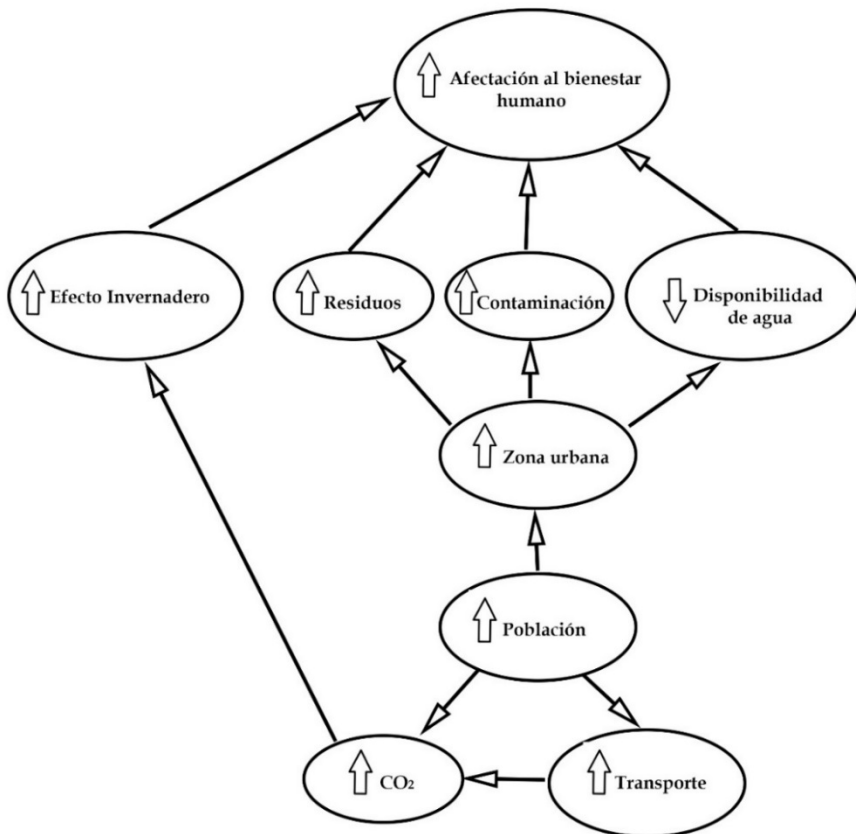 Afectación al bienestar
humano
Efecto Invernadero
Residuos
Contaminación
Disponibilidad
de agua
Zona urbana
Población
CO₂
Transporte